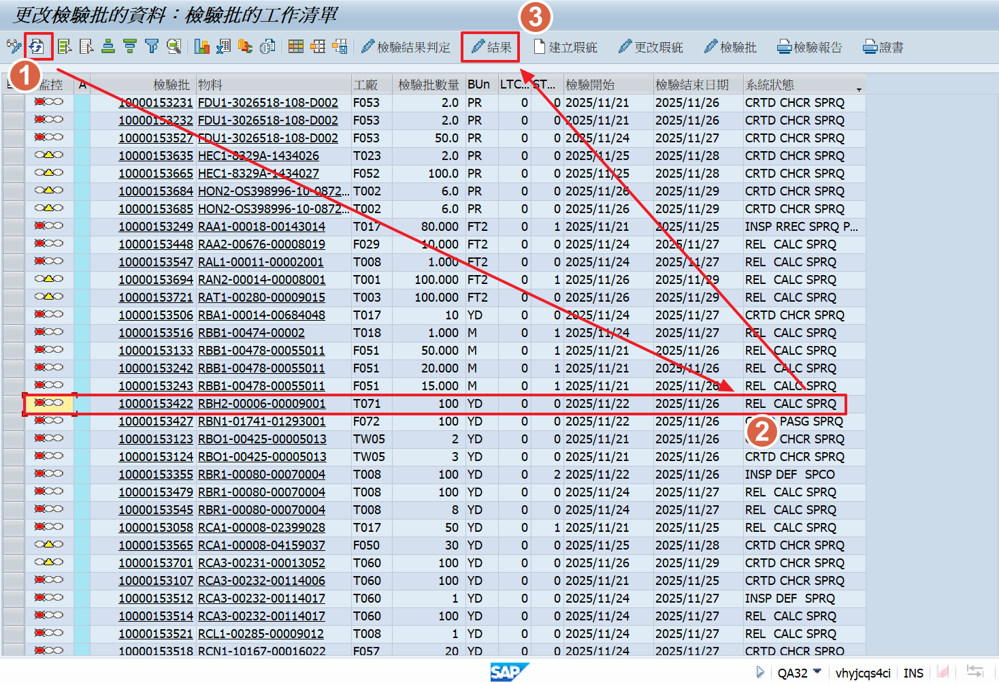 更改檢驗批的資料：檢驗批的工作清單
檢驗結果判定 結果 建立瑕疵 更改瑕疵 檢驗批 檢驗報告 證書
1
3
監控 A 檢驗批 物料 工廠 檢驗批數量 BUn LTC... ST... 檢驗開始 檢驗結束日期 系統狀態
10000153231 FDU1-3026518-108-D002 F053 2.0 PR 0 0 2025/11/21 2025/11/26 CRTD CHCR SPRQ
10000153232 FDU1-3026518-108-D002 F053 2.0 PR 0 0 2025/11/21 2025/11/26 CRTD CHCR SPRQ
10000153527 FDU1-3026518-108-D002 F053 50.0 PR 0 0 2025/11/24 2025/11/27 CRTD CHCR SPRQ
10000153635 HEC1-8329A-1434026 T023 2.0 PR 0 0 2025/11/25 2025/11/28 CRTD CHCR SPRQ
10000153665 HEC1-8329A-1434027 F052 100.0 PR 0 0 2025/11/25 2025/11/28 CRTD CHCR SPRQ
10000153684 HON2-OS398996-10-0872... T002 6.0 PR 0 0 2025/11/26 2025/11/29 CRTD CHCR SPRQ
10000153685 HON2-OS398996-10-0872... T002 6.0 PR 0 0 2025/11/26 2025/11/29 CRTD CHCR SPRQ
10000153249 RAA1-00018-00143014 T017 80.000 FT2 0 1 2025/11/21 2025/11/25 INSP RREC SPRQ P...
10000153448 RAA2-00676-00008019 F029 10.000 FT2 0 0 2025/11/24 2025/11/27 REL CALC SPRQ
10000153547 RAL1-00011-00002001 T008 1.000 FT2 0 0 2025/11/24 2025/11/27 REL CALC SPRQ
10000153694 RAN2-00014-00008001 T001 100.000 FT2 0 1 2025/11/26 2025/11/29 REL CALC SPRQ
10000153721 RAT1-00280-00009015 T003 100.000 FT2 0 1 2025/11/26 2025/11/29 REL CALC SPRQ
10000153506 RBA1-00014-00684048 T017 10 YD 0 0 2025/11/24 2025/11/27 CRTD CHCR SPRQ
10000153516 RBB1-00474-00002 T018 1.000 M 0 1 2025/11/24 2025/11/27 REL CALC SPRQ
10000153133 RBB1-00478-00055011 F051 50.000 M 0 1 2025/11/21 2025/11/26 REL CALC SPRQ
10000153242 RBB1-00478-00055011 F051 20.000 M 0 1 2025/11/21 2025/11/26 REL CALC SPRQ
10000153243 RBB1-00478-00055011 F051 15.000 M 0 1 2025/11/21 2025/11/26 REL CALC SPRQ
10000153422 RBH2-00006-00009001 T071 100 YD 0 0 2025/11/22 2025/11/26 REL CALC SPRQ
10000153427 RBN1-01741-01293001 F072 100 YD 0 0 2025/11/22 2025/11/26 PASG SPRQ
2
10000153123 RBO1-00425-00005013 TW05 2 YD 0 0 2025/11/21 2025/11/26 CHCR SPRQ
10000153124 RBO1-00425-00005013 TW05 3 YD 0 0 2025/11/21 2025/11/26 CRTD CHCR SPRQ
10000153355 RBR1-00080-00070004 T008 100 YD 0 2 2025/11/22 2025/11/26 INSP DEF SPCO
10000153479 RBR1-00080-00070004 T008 100 YD 0 0 2025/11/24 2025/11/27 REL CALC SPRQ
10000153545 RBR1-00080-00070004 T008 8 YD 0 0 2025/11/24 2025/11/27 REL CALC SPRQ
10000153058 RCA1-00008-02399028 T017 50 YD 0 1 2025/11/21 2025/11/25 REL CALC SPRQ
10000153565 RCA1-00008-04159037 F050 30 YD 0 0 2025/11/25 2025/11/28 CRTD CHCR SPRQ
10000153701 RCA3-00231-00013052 T060 100 YD 0 0 2025/11/26 2025/11/29 CRTD CHCR SPRQ
10000153107 RCA3-00232-00114006 T060 100 YD 0 0 2025/11/21 2025/11/25 CRTD CHCR SPRQ
10000153512 RCA3-00232-00114017 T060 1 YD 0 0 2025/11/24 2025/11/27 INSP DEF SPRQ
10000153514 RCA3-00232-00114017 T060 100 YD 0 0 2025/11/24 2025/11/27 REL CALC SPRQ
10000153521 RCL1-00285-00009012 T008 1 YD 0 0 2025/11/24 2025/11/27 REL CALC SPRQ
10000153518 RCN1-10167-00016022 F057 20 YD 0 0 2025/11/24 2025/11/27 CRTD CHCR SPRQ
SAP QA32 vhyjcqs4ci INS